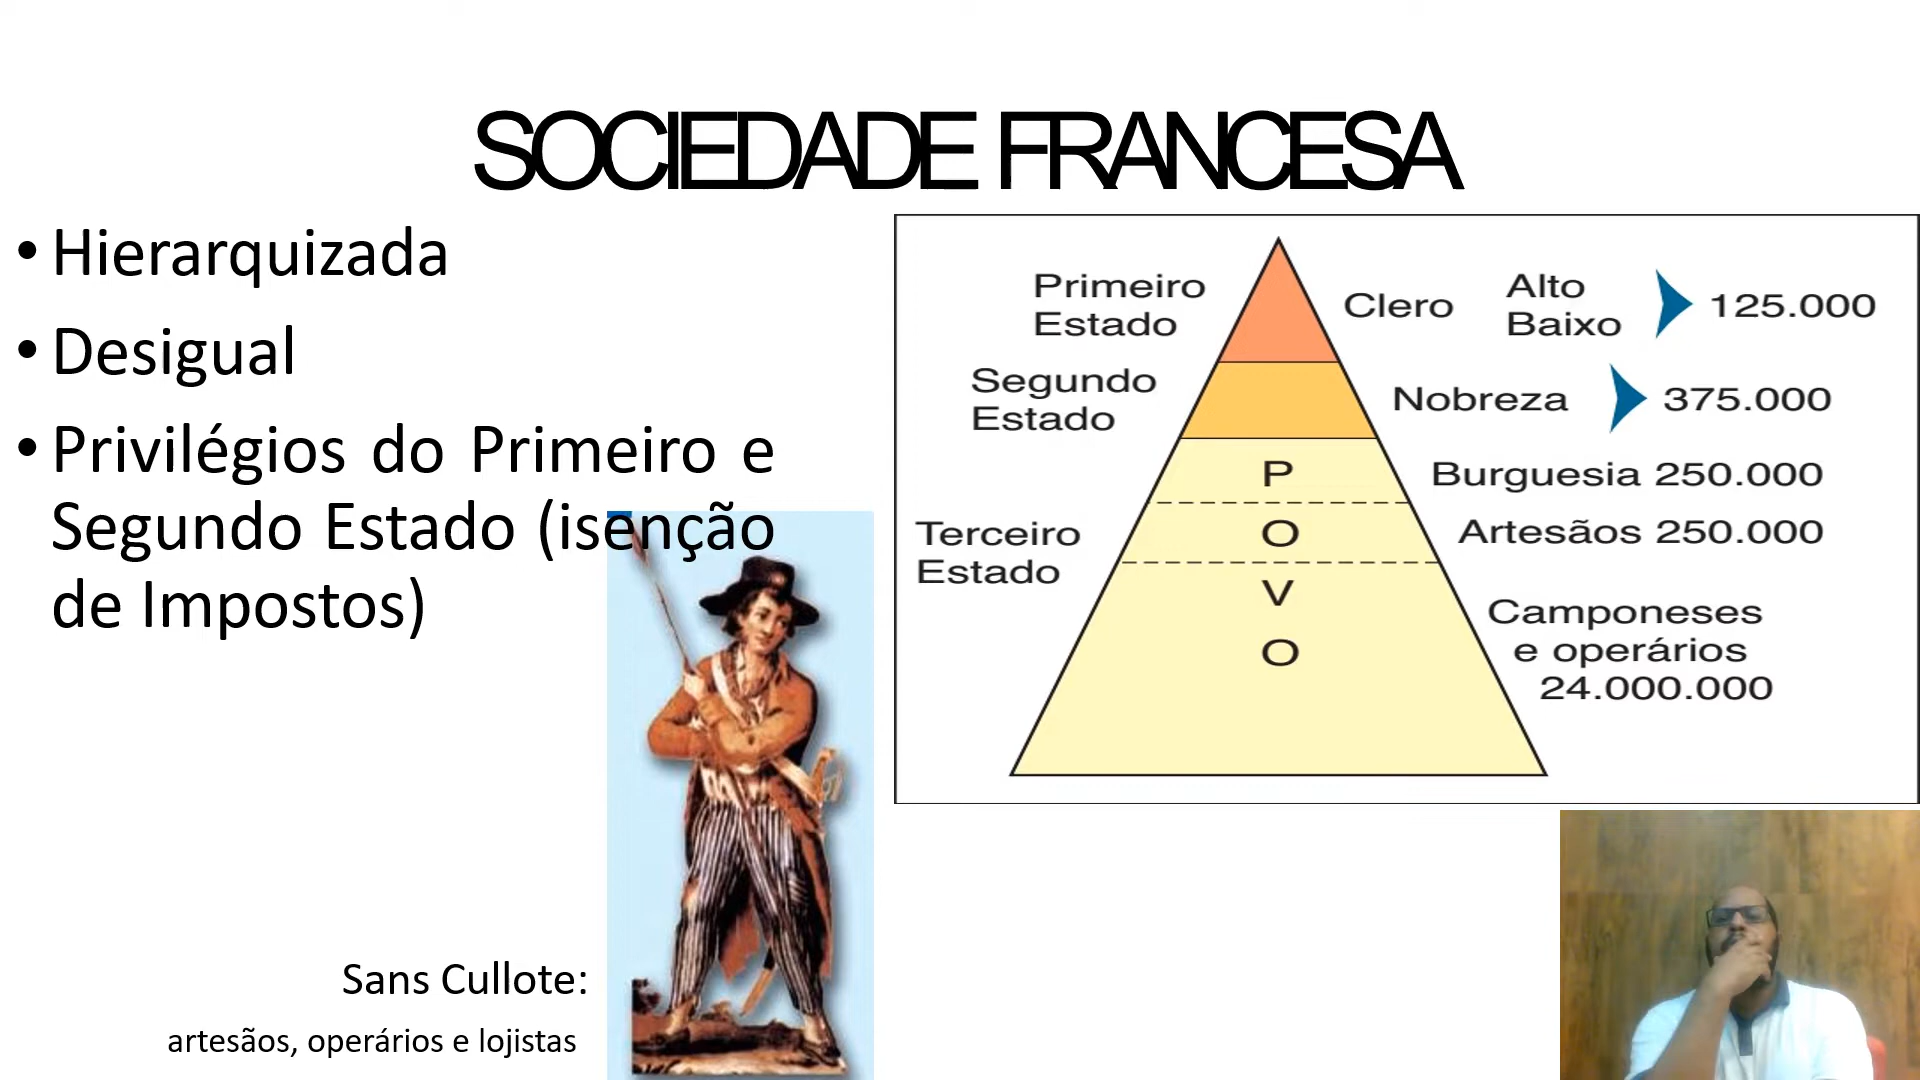 SOCIEDADE FRANCESA
• Hierarquizada
• Desigual
• Privilégios do Primeiro e
Segundo Estado (isenção
de Impostos)
Sans Cullote:
artesãos, operários e lojistas
Primeiro
Estado
Clero
Alto
Baixo
125.000
Segundo
Estado
Nobreza
375.000
Terceiro
Estado
P
O
V
O
Burguesia 250.000
Artesãos 250.000
Camponeses
e operários
24.000.000